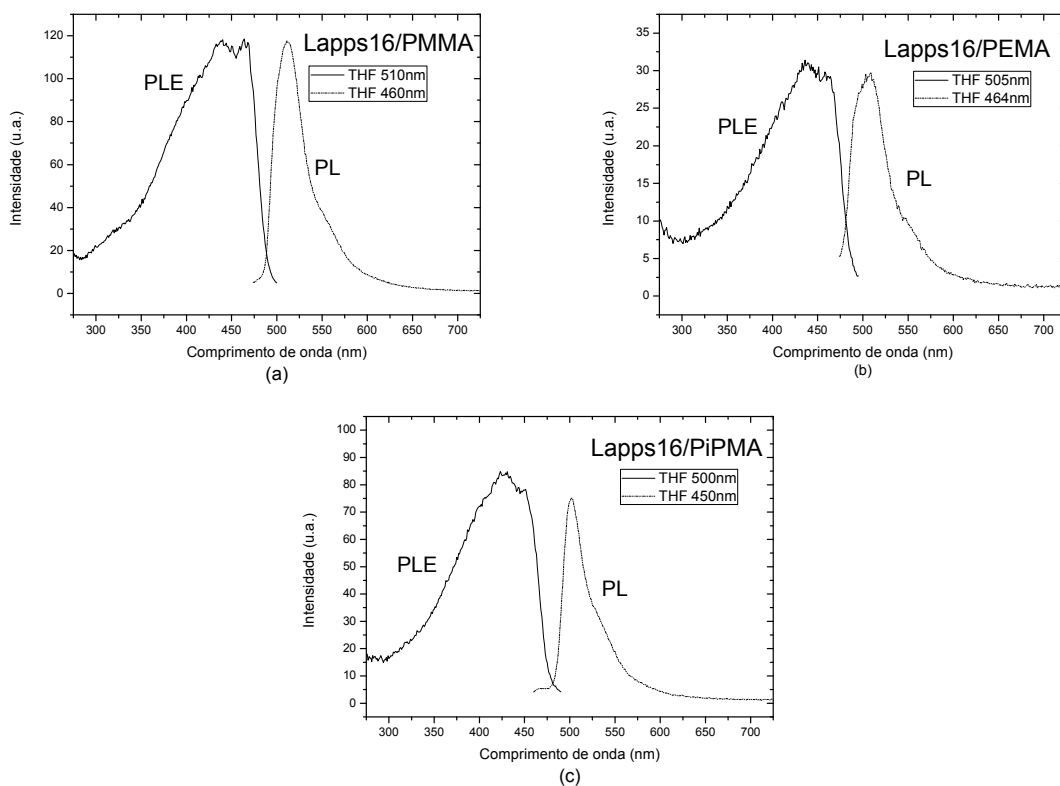 Lapps16/PMMA
THF 510nm
THF 460nm
PLE
PL
Intensidade (u.a.)
120
100
80
60
40
20
0
300 350 400 450 500 550 600 650 700
Comprimento de onda (nm)
(a)
Lapps16/PEMA
THF 505nm
THF 464nm
PLE
PL
Intensidade (u.a.)
35
30
25
20
15
10
5
0
300 350 400 450 500 550 600 650 700
Comprimento de onda (nm)
(b)
Lapps16/PiPMA
THF 500nm
THF 450nm
PLE
PL
Intensidade (u.a.)
100
90
80
70
60
50
40
30
20
10
0
300 350 400 450 500 550 600 650 700
Comprimento de onda (nm)
(c)